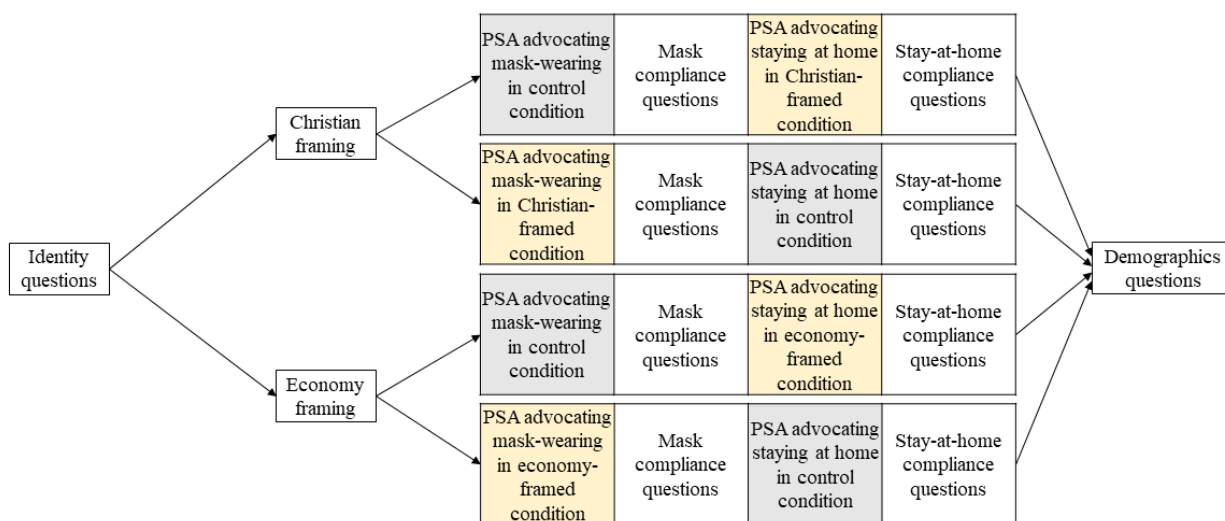 Identity
questions
Christian
framing
Economy
framing
PSA advocating
mask-wearing
in control
condition
Mask
compliance
questions
PSA advocating
staying at home
in Christian-
framed
condition
Stay-at-home
compliance
questions
PSA advocating
mask-wearing
in Christian-
framed
condition
Mask
compliance
questions
PSA advocating
staying at home
in control
condition
Stay-at-home
compliance
questions
PSA advocating
mask-wearing
in control
condition
Mask
compliance
questions
PSA advocating
staying at home
in economy-
framed
condition
Stay-at-home
compliance
questions
PSA advocating
mask-wearing
in economy-
framed
condition
Mask
compliance
questions
PSA advocating
staying at home
in control
condition
Stay-at-home
compliance
questions
Demographics
questions